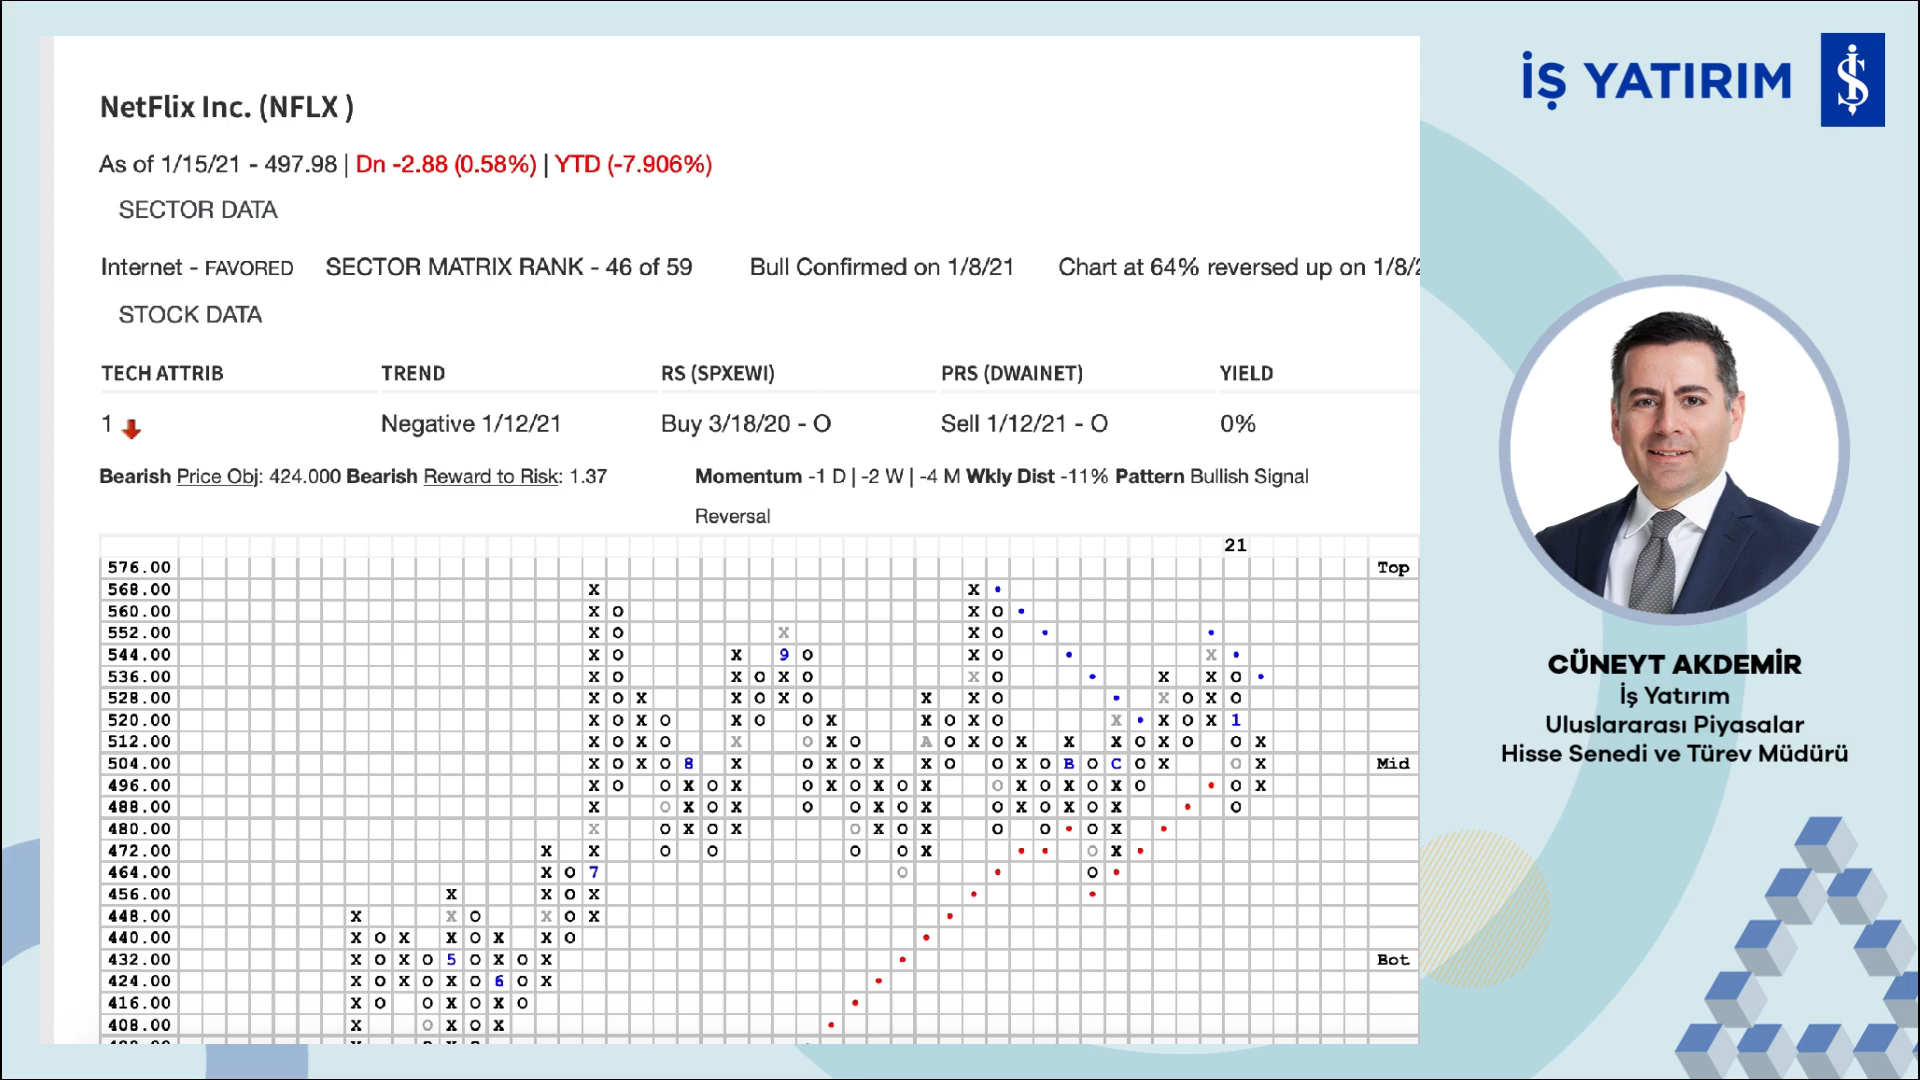 İŞ YATIRIM
NetFlix Inc. (NFLX )
As of 1/15/21 - 497.98 | Dn -2.88 (0.58%) | YTD (-7.906%)
SECTOR DATA
Internet - FAVORED SECTOR MATRIX RANK - 46 of 59 Bull Confirmed on 1/8/21 Chart at 64% reversed up on 1/8/2
STOCK DATA
TECH ATTRIB TREND RS (SPXEWI) PRS (DWAINET) YIELD
1 Negative 1/12/21 Buy 3/18/20 - O Sell 1/12/21 - O 0%
Bearish Price Obj: 424.000 Bearish Reward to Risk: 1.37 Momentum -1 D | -2 W | -4 M Wkly Dist -11% Pattern Bullish Signal
Reversal
21
576.00 Top
568.00 X X
560.00 X O X O
552.00 X O X X O
544.00 X O X 9 O X O X
536.00 X O X O X O X O X X O
528.00 X O X X O X O X X O X O X O
520.00 X O X O X O O X X O X O X X O X 1
512.00 X O X O X O X O A O X O X X X O X O O X
504.00 X O X O 8 X O X O X X O O X O B O C O X O X Mid
496.00 X O O X O X O X O X O X O X O X O X O O X
488.00 X O X O X O O X O X O X O X O X O
480.00 X O X O X O X O X O O O X
472.00 X X O O O O X O X
464.00 X O 7 O O
456.00 X X O X
448.00 X X O X O X
440.00 X O X X O X X O
432.00 X O X O 5 O X O X Bot
424.00 X O X O X O 6 O X
416.00 X O O X O X O
408.00 X O X O X
CÜNEYT AKDEMİR
İş Yatırım
Uluslararası Piyasalar
Hisse Senedi ve Türev Müdürü